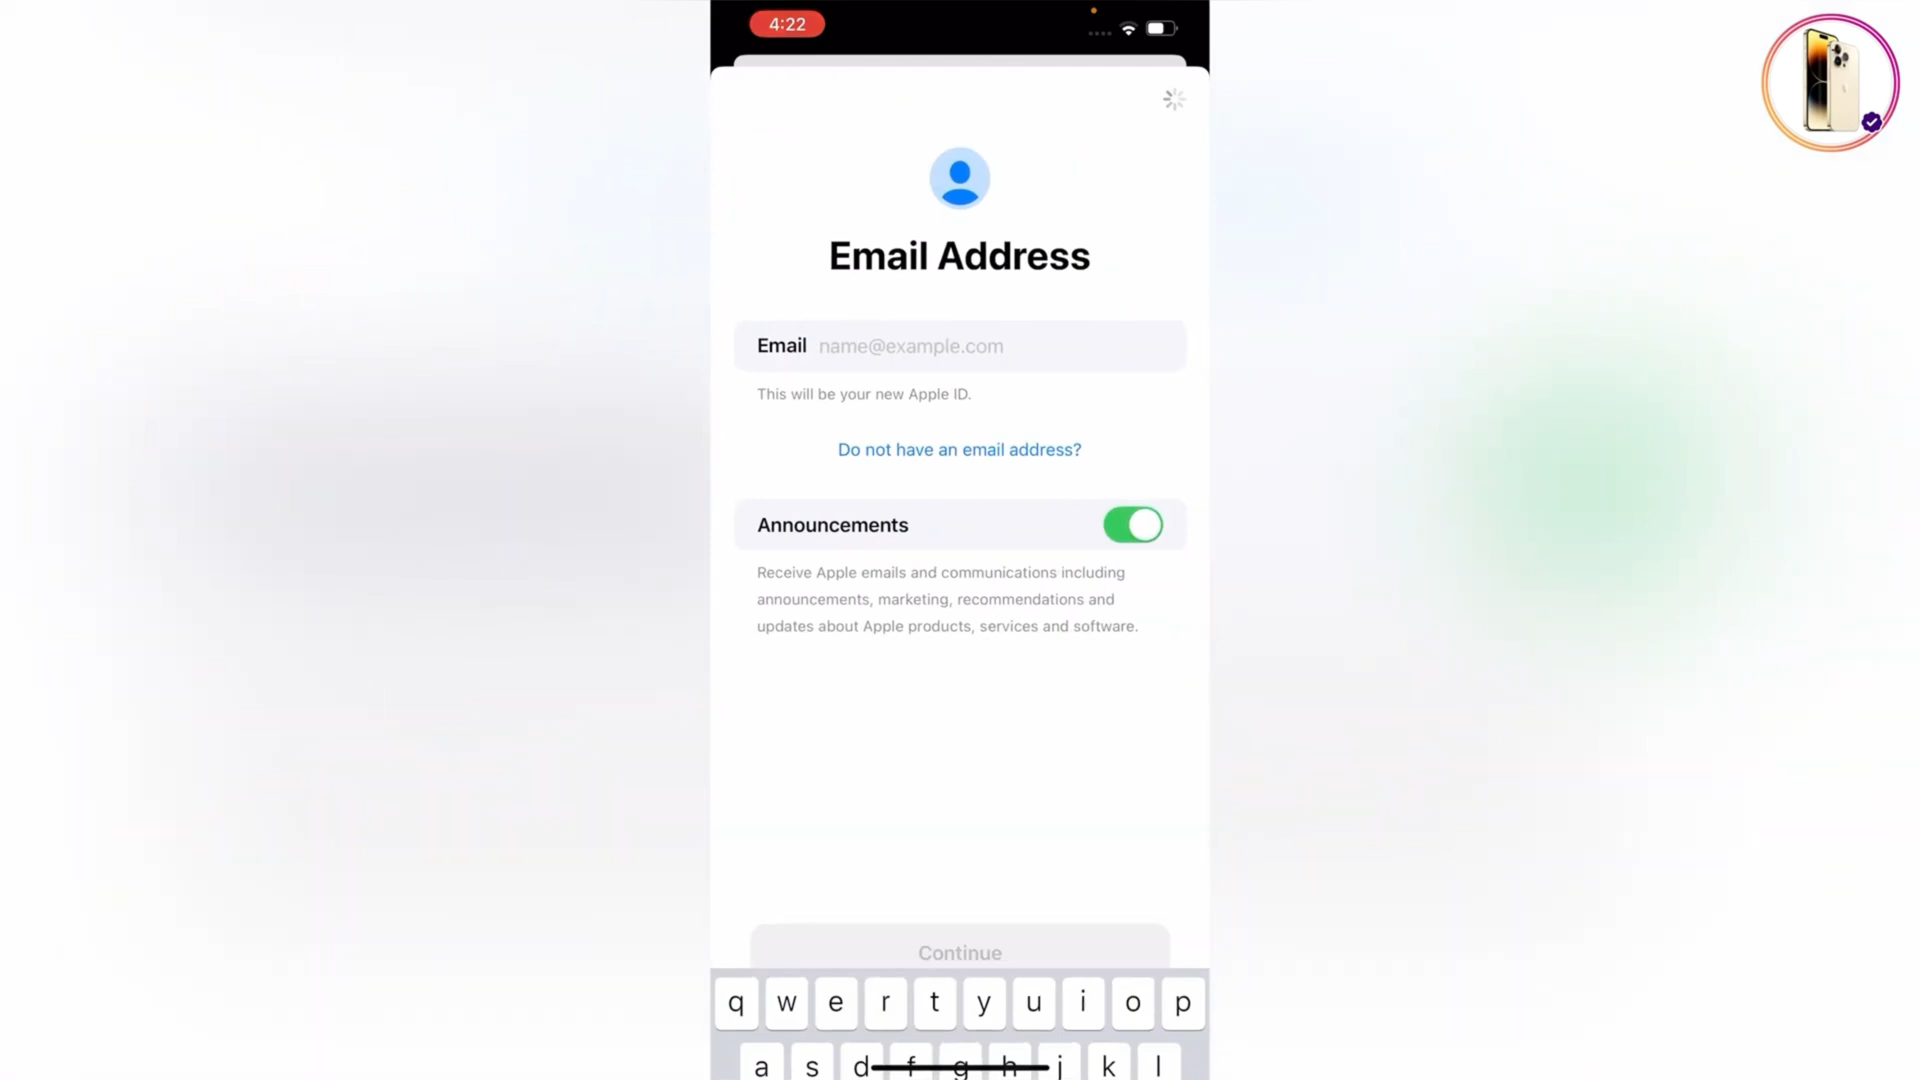 4:22
Email Address
Email name@example.com
This will be your new Apple ID.
Do not have an email address?
Announcements
Receive Apple emails and communications including
announcements, marketing, recommendations and
updates about Apple products, services and software.
Continue
q w e r t y u i o p
a s d f g h j k l